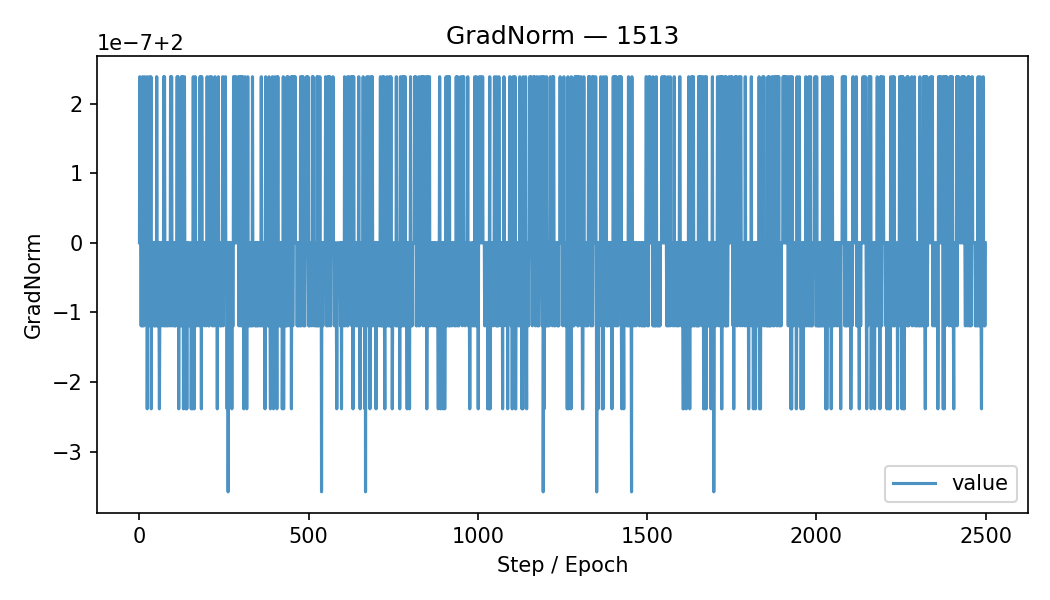 GradNorm — 1513
1e−7+2
GradNorm
2
1
0
−1
−2
−3
value
0 500 1000 1500 2000 2500
Step / Epoch